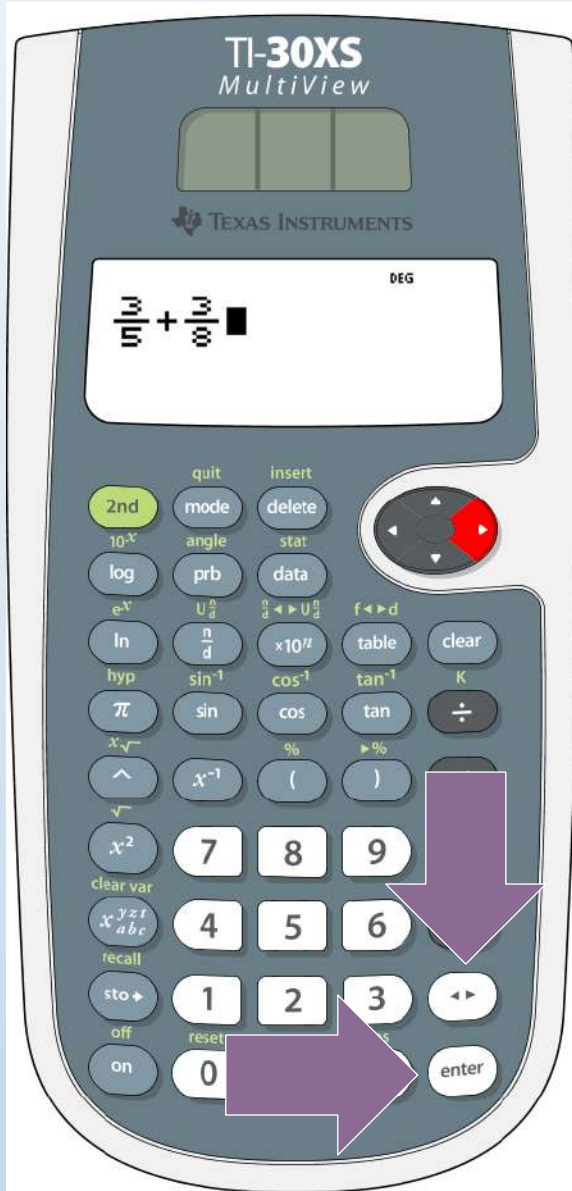 TI-30XS
MultiView
TEXAS INSTRUMENTS
DEG
3/5 + 3/8
quit insert
2nd mode delete
10^x angle stat
log prb data
e^x U n/d n/d ◄► U n/d f◄►d
ln n/d ×10^n table clear
hyp sin⁻¹ cos⁻¹ tan⁻¹ K
π sin cos tan ÷
x√ % ►%
^ x⁻¹ ( )
√
x² 7 8 9
clear var
x yzt abc 4 5 6
recall
sto► 1 2 3 ◄►
off reset
on 0 enter